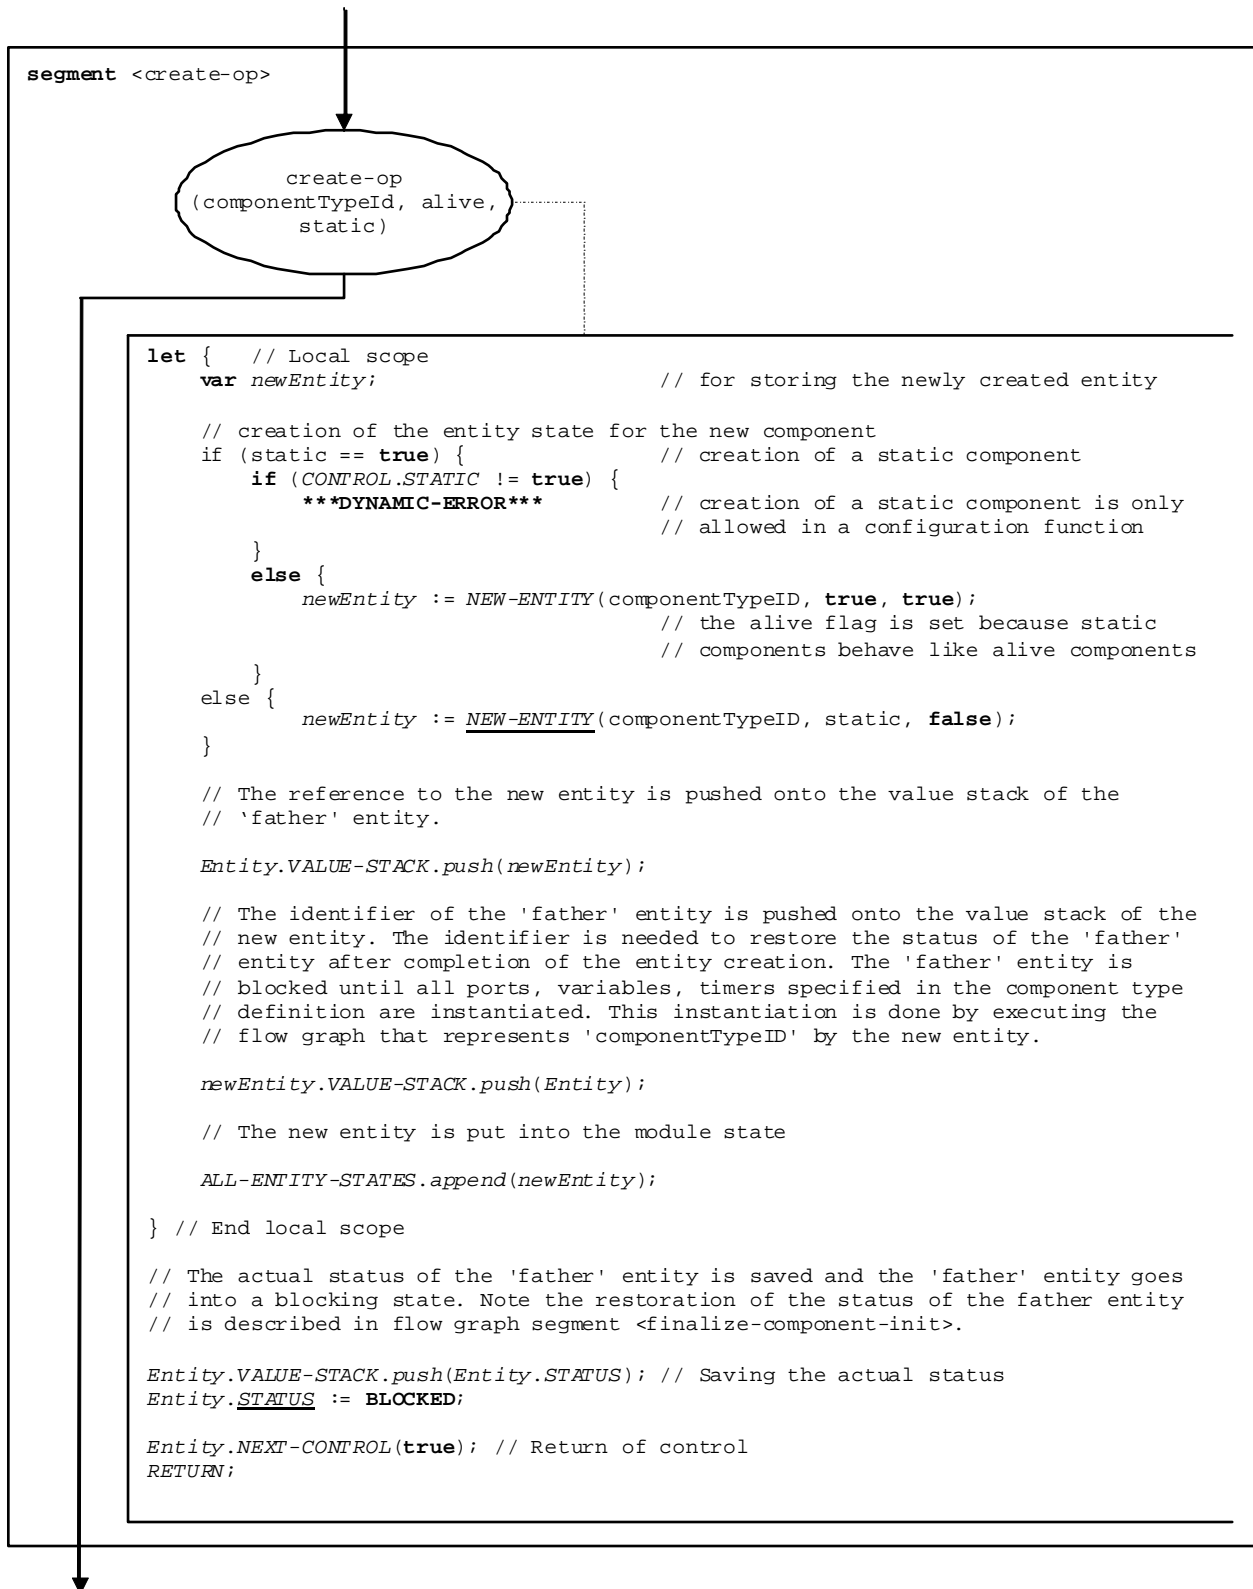 segment <create-op>
create-op
(componentTypeId, alive,
static)
let {   // Local scope
var newEntity;   // for storing the newly created entity
// creation of the entity state for the new component
if (static == true) {   // creation of a static component
if (CONTROL.STATIC != true) {
***DYNAMIC-ERROR***   // creation of a static component is only
// allowed in a configuration function
}
else {
newEntity := NEW-ENTITY(componentTypeID, true, true);
// the alive flag is set because static
// components behave like alive components
}
else {
newEntity := NEW-ENTITY(componentTypeID, static, false);
}
// The reference to the new entity is pushed onto the value stack of the
// ‘father' entity.
Entity.VALUE-STACK.push(newEntity);
// The identifier of the 'father' entity is pushed onto the value stack of the
// new entity. The identifier is needed to restore the status of the 'father'
// entity after completion of the entity creation. The 'father' entity is
// blocked until all ports, variables, timers specified in the component type
// definition are instantiated. This instantiation is done by executing the
// flow graph that represents 'componentTypeID' by the new entity.
newEntity.VALUE-STACK.push(Entity);
// The new entity is put into the module state
ALL-ENTITY-STATES.append(newEntity);
} // End local scope
// The actual status of the 'father' entity is saved and the 'father' entity goes
// into a blocking state. Note the restoration of the status of the father entity
// is described in flow graph segment <finalize-component-init>.
Entity.VALUE-STACK.push(Entity.STATUS); // Saving the actual status
Entity.STATUS := BLOCKED;
Entity.NEXT-CONTROL(true); // Return of control
RETURN;